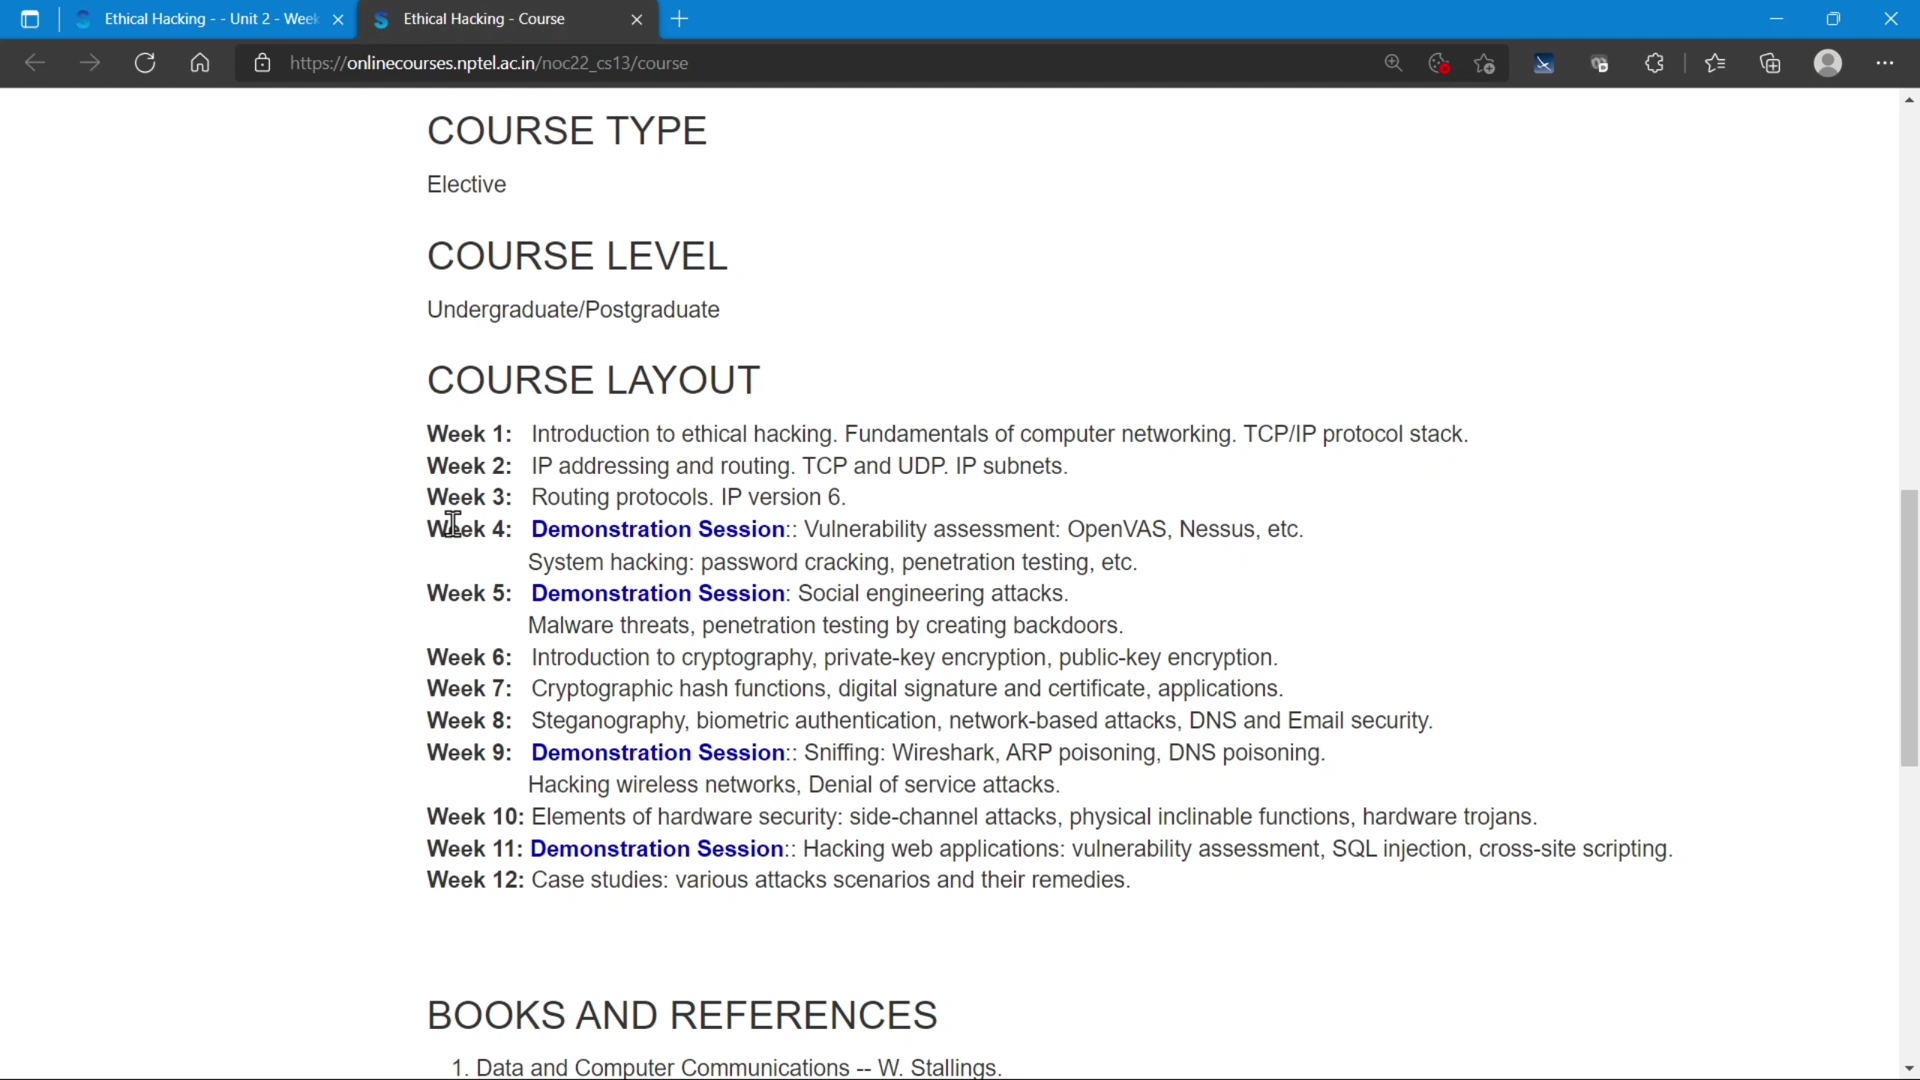 Ethical Hacking - - Unit 2 - Week
Ethical Hacking - Course
https://onlinecourses.nptel.ac.in/noc22_cs13/course
COURSE TYPE
Elective
COURSE LEVEL
Undergraduate/Postgraduate
COURSE LAYOUT
Week 1: Introduction to ethical hacking. Fundamentals of computer networking. TCP/IP protocol stack.
Week 2: IP addressing and routing. TCP and UDP. IP subnets.
Week 3: Routing protocols. IP version 6.
Week 4: Demonstration Session:: Vulnerability assessment: OpenVAS, Nessus, etc.
System hacking: password cracking, penetration testing, etc.
Week 5: Demonstration Session: Social engineering attacks.
Malware threats, penetration testing by creating backdoors.
Week 6: Introduction to cryptography, private-key encryption, public-key encryption.
Week 7: Cryptographic hash functions, digital signature and certificate, applications.
Week 8: Steganography, biometric authentication, network-based attacks, DNS and Email security.
Week 9: Demonstration Session:: Sniffing: Wireshark, ARP poisoning, DNS poisoning.
Hacking wireless networks, Denial of service attacks.
Week 10: Elements of hardware security: side-channel attacks, physical inclinable functions, hardware trojans.
Week 11: Demonstration Session:: Hacking web applications: vulnerability assessment, SQL injection, cross-site scripting.
Week 12: Case studies: various attacks scenarios and their remedies.
BOOKS AND REFERENCES
1. Data and Computer Communications -- W. Stallings.